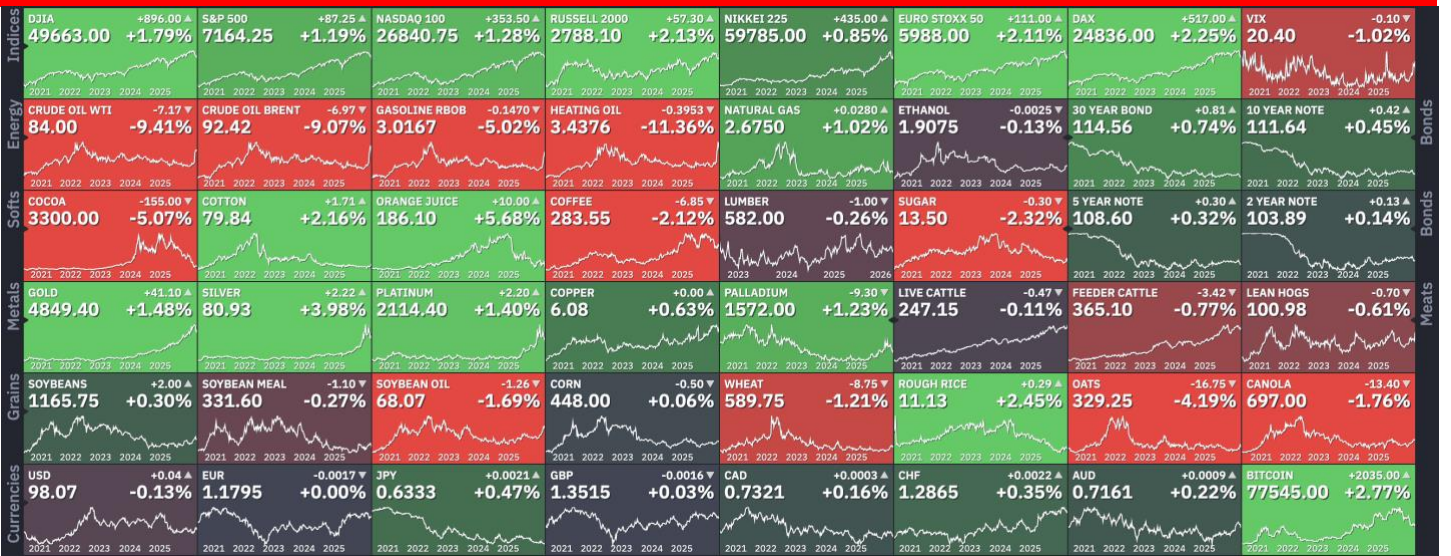 Indices
DJIA +896.00 ▲
49663.00 +1.79%
2021 2022 2023 2024 2025
S&P 500 +87.25 ▲
7164.25 +1.19%
2021 2022 2023 2024 2025
NASDAQ 100 +353.50 ▲
26840.75 +1.28%
2021 2022 2023 2024 2025
RUSSELL 2000 +57.30 ▲
2788.10 +2.13%
2021 2022 2023 2024 2025
NIKKEI 225 +435.00 ▲
59785.00 +0.85%
2021 2022 2023 2024 2025
EURO STOXX 50 +111.00 ▲
5988.00 +2.11%
2021 2022 2023 2024 2025
DAX +517.00 ▲
24836.00 +2.25%
2021 2022 2023 2024 2025
VIX -0.10 ▼
20.40 -1.02%
2021 2022 2023 2024 2025
Energy
CRUDE OIL WTI -7.17 ▼
84.00 -9.41%
2021 2022 2023 2024 2025
CRUDE OIL BRENT -6.97 ▼
92.42 -9.07%
2021 2022 2023 2024 2025
GASOLINE RBOB -0.1470 ▼
3.0167 -5.02%
2021 2022 2023 2024 2025
HEATING OIL -0.3953 ▼
3.4376 -11.36%
2021 2022 2023 2024 2025
NATURAL GAS +0.0280 ▲
2.6750 +1.02%
2021 2022 2023 2024 2025
ETHANOL -0.0025 ▼
1.9075 -0.13%
2021 2022 2023 2024 2025
30 YEAR BOND +0.81 ▲
114.56 +0.74%
2021 2022 2023 2024 2025
10 YEAR NOTE +0.42 ▲
111.64 +0.45%
2021 2022 2023 2024 2025
Bonds
Softs
COCOA -155.00 ▼
3300.00 -5.07%
2021 2022 2023 2024 2025
COTTON +1.71 ▲
79.84 +2.16%
2021 2022 2023 2024 2025
ORANGE JUICE +10.00 ▲
186.10 +5.68%
2021 2022 2023 2024 2025
COFFEE -6.85 ▼
283.55 -2.12%
2021 2022 2023 2024 2025
LUMBER -1.00 ▼
582.00 -0.26%
2023 2024 2025 2026
SUGAR -0.30 ▼
13.50 -2.32%
2021 2022 2023 2024 2025
5 YEAR NOTE +0.30 ▲
108.60 +0.32%
2021 2022 2023 2024 2025
2 YEAR NOTE +0.13 ▲
103.89 +0.14%
2021 2022 2023 2024 2025
Bonds
Metals
GOLD +41.10 ▲
4849.40 +1.48%
2021 2022 2023 2024 2025
SILVER +2.22 ▲
80.93 +3.98%
2021 2022 2023 2024 2025
PLATINUM +2.20 ▲
2114.40 +1.40%
2021 2022 2023 2024 2025
COPPER +0.00 ▲
6.08 +0.63%
2021 2022 2023 2024 2025
PALLADIUM -9.30 ▼
1572.00 +1.23%
2021 2022 2023 2024 2025
LIVE CATTLE -0.47 ▼
247.15 -0.11%
2021 2022 2023 2024 2025
FEEDER CATTLE -3.42 ▼
365.10 -0.77%
2021 2022 2023 2024 2025
LEAN HOGS -0.70 ▼
100.98 -0.61%
2021 2022 2023 2024 2025
Meats
Grains
SOYBEANS +2.00 ▲
1165.75 +0.30%
2021 2022 2023 2024 2025
SOYBEAN MEAL -1.10 ▼
331.60 -0.27%
2021 2022 2023 2024 2025
SOYBEAN OIL -1.26 ▼
68.07 -1.69%
2021 2022 2023 2024 2025
CORN -0.50 ▼
448.00 +0.06%
2021 2022 2023 2024 2025
WHEAT -8.75 ▼
589.75 -1.21%
2021 2022 2023 2024 2025
ROUGH RICE +0.29 ▲
11.13 +2.45%
2021 2022 2023 2024 2025
OATS -16.75 ▼
329.25 -4.19%
2021 2022 2023 2024 2025
CANOLA -13.40 ▼
697.00 -1.76%
2021 2022 2023 2024 2025
Currencies
USD +0.04 ▲
98.07 -0.13%
2021 2022 2023 2024 2025
EUR -0.0017 ▼
1.1795 +0.00%
2021 2022 2023 2024 2025
JPY +0.0021 ▲
0.6333 +0.47%
2021 2022 2023 2024 2025
GBP -0.0016 ▼
1.3515 +0.03%
2021 2022 2023 2024 2025
CAD +0.0003 ▲
0.7321 +0.16%
2021 2022 2023 2024 2025
CHF +0.0022 ▲
1.2865 +0.35%
2021 2022 2023 2024 2025
AUD +0.0009 ▲
0.7161 +0.22%
2021 2022 2023 2024 2025
BITCOIN +2035.00 ▲
77545.00 +2.77%
2021 2022 2023 2024 2025